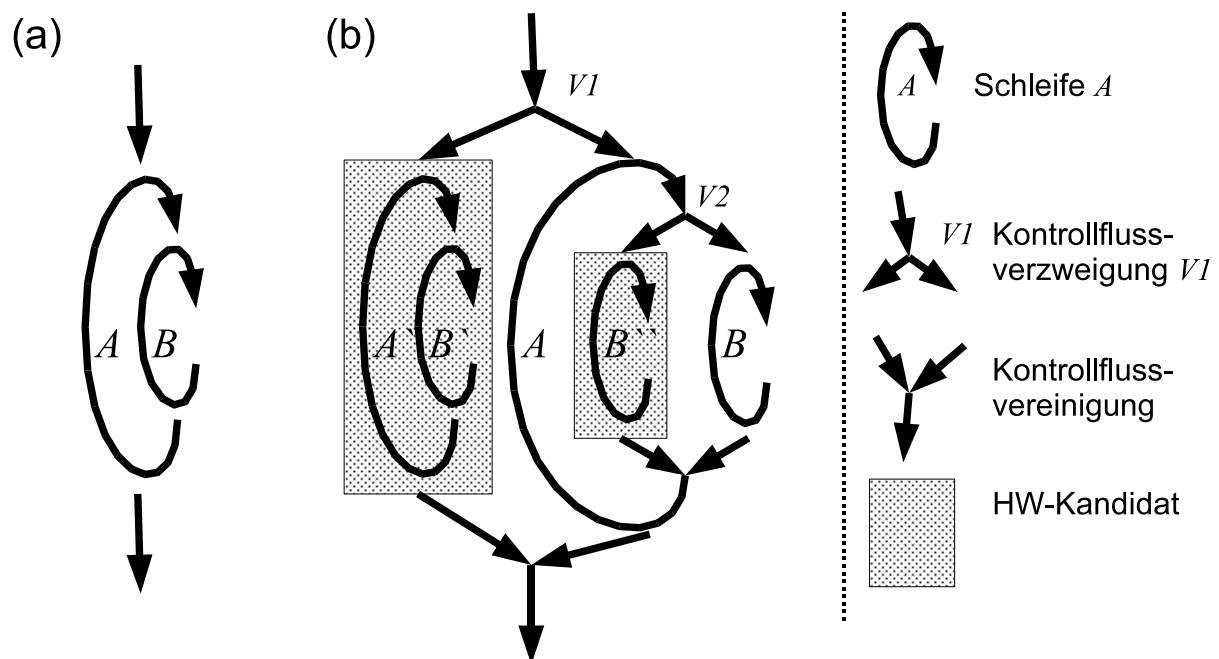 (a)
A B
(b)
V1
V2
A` B`
A
B``
B
A
Schleife A
V1
Kontrollfluss-
verzweigung V1
Kontrollfluss-
vereinigung
HW-Kandidat